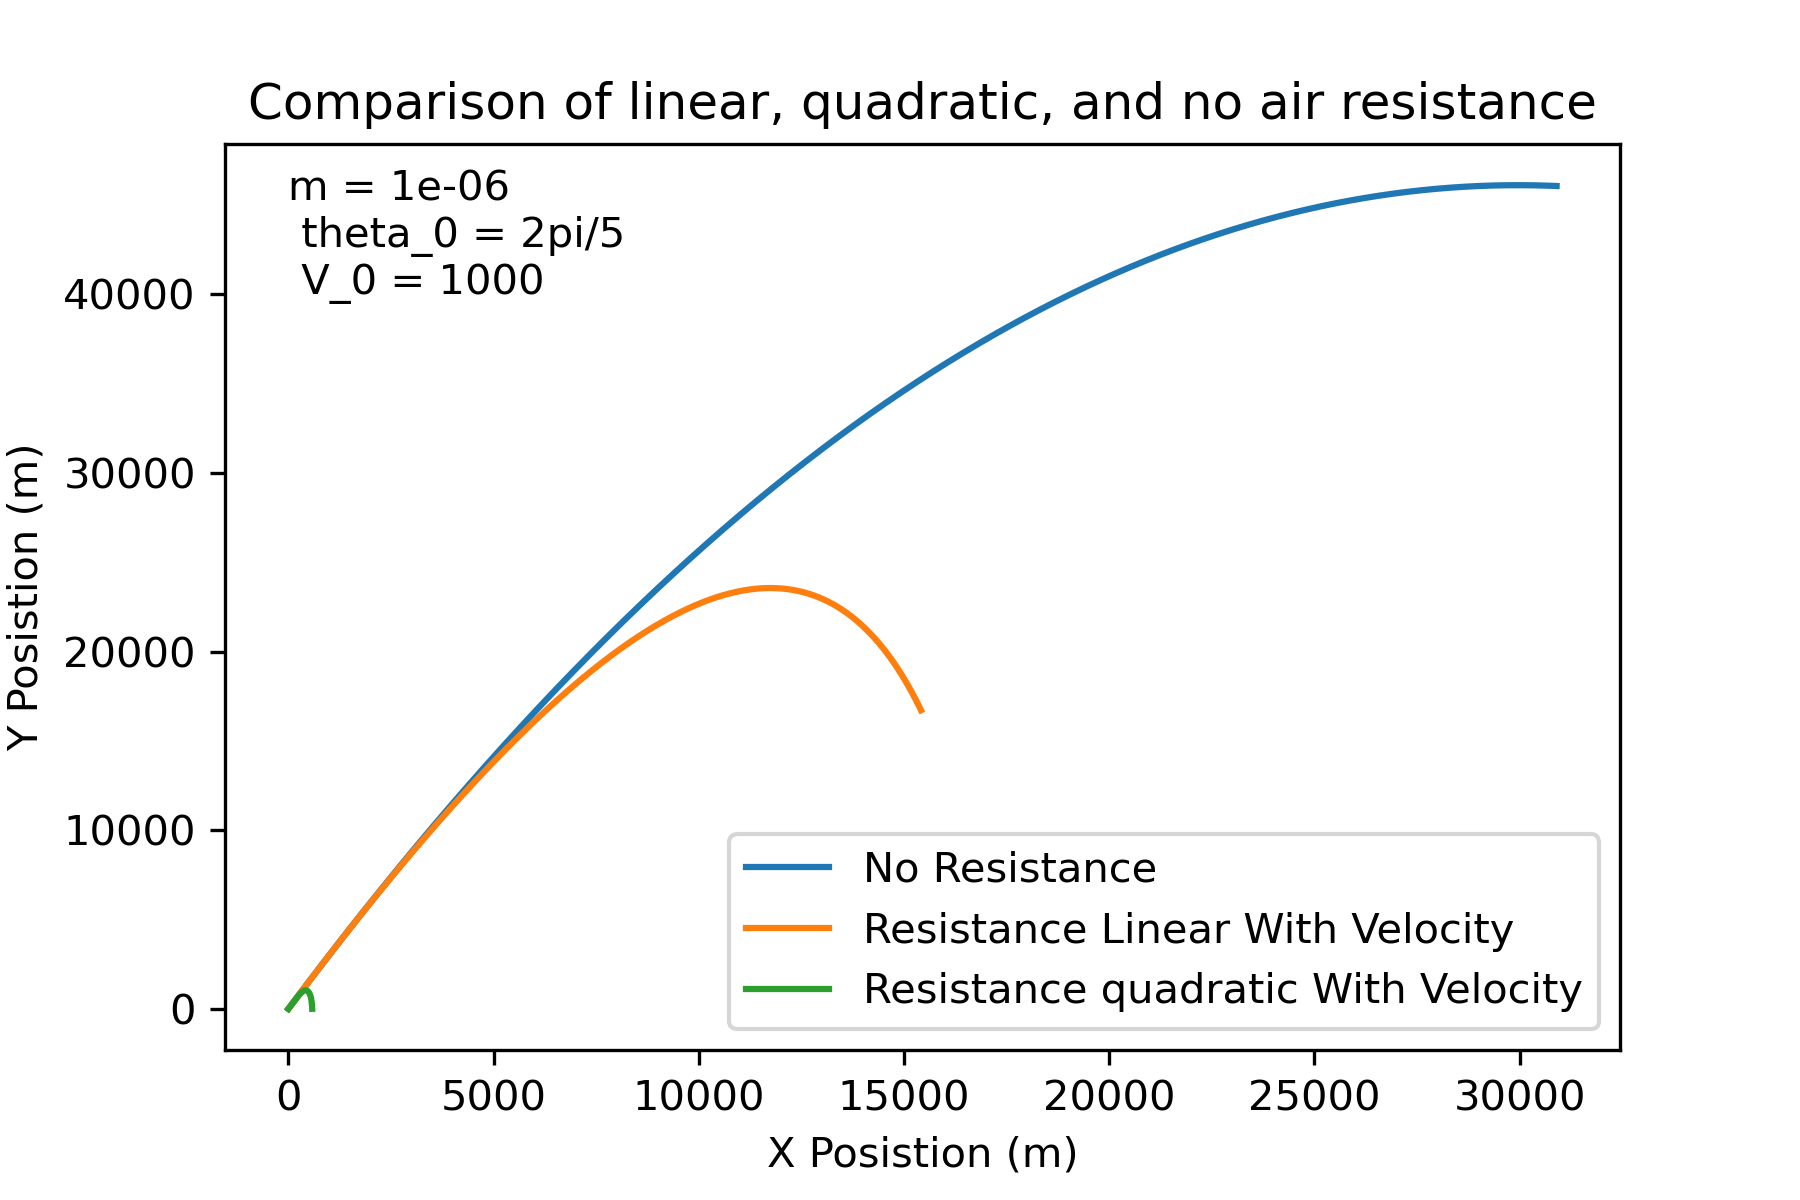 Comparison of linear, quadratic, and no air resistance
m = 1e-06
theta_0 = 2pi/5
V_0 = 1000
40000
30000
20000
10000
0
Y Posistion (m)
No Resistance
Resistance Linear With Velocity
Resistance quadratic With Velocity
0 5000 10000 15000 20000 25000 30000
X Posistion (m)